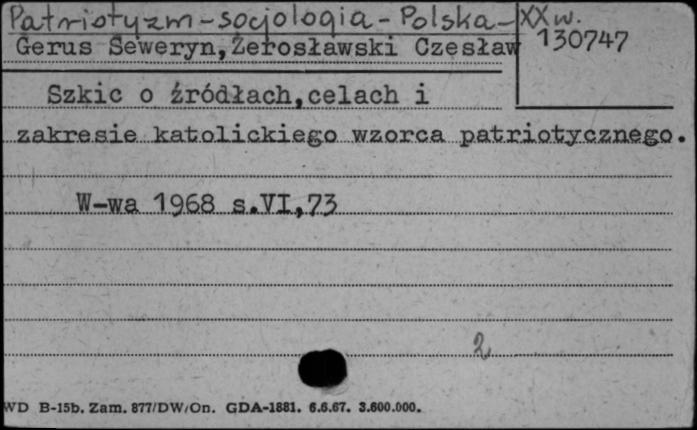 Patriotyzm-socjologia-Polska-XX w.
Gerus Seweryn,Żerosławski Czesław
130747
Szkic o źródłach,celach i
zakresie katolickiego wzorca patriotycznego.
W-wa 1968 s.VI,73
2
WD B-15b. Zam. 877/DW/On. GDA-1881. 6.6.67. 3.600.000.